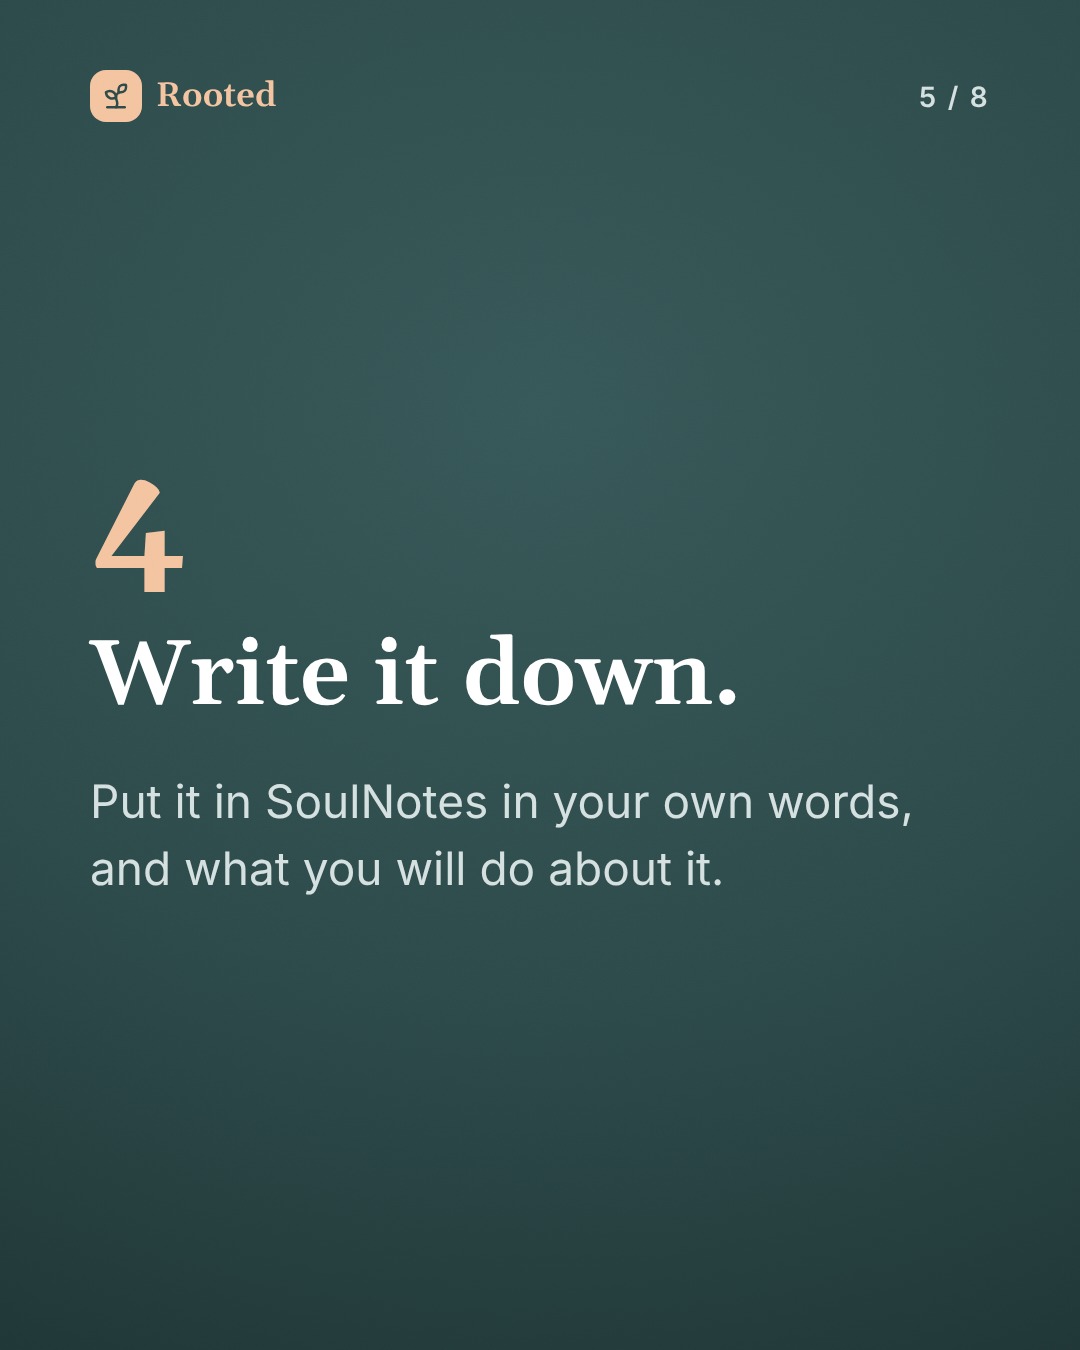 Rooted
5 / 8
4
Write it down.
Put it in SoulNotes in your own words,
and what you will do about it.